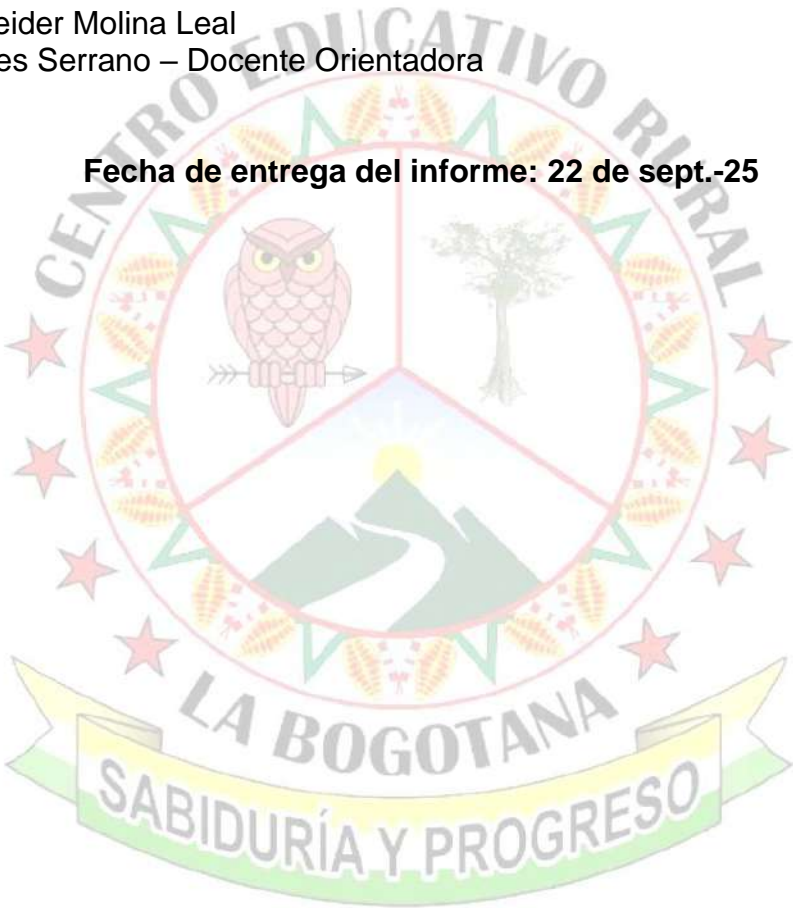 eider Molina Leal
es Serrano – Docente Orientadora
Fecha de entrega del informe: 22 de sept.-25
CENTRO EDUCATIVO RURAL
LA BOGOTANA
SABIDURÍA Y PROGRESO